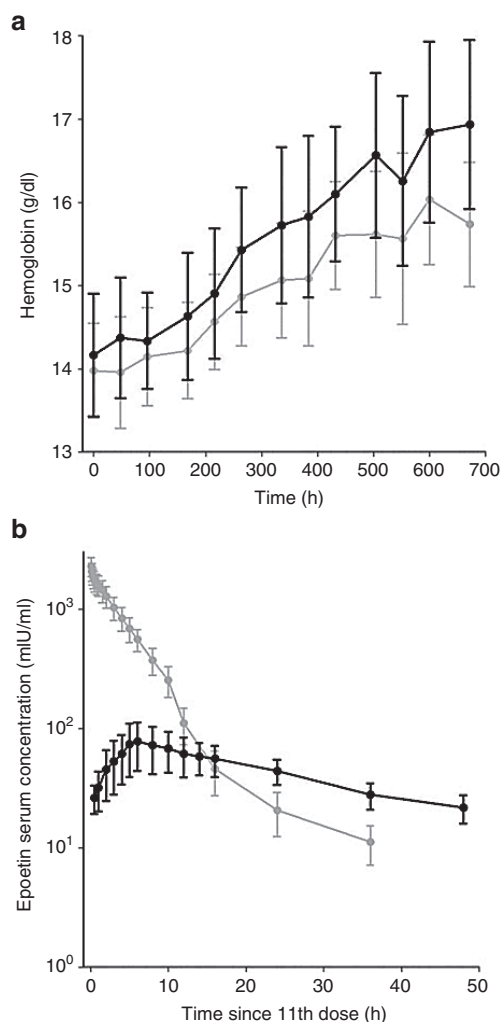 a
18
17
16
15
14
13
Hemoglobin (g/dl)
0 100 200 300 400 500 600 700
Time (h)
b
10³
10²
10¹
10⁰
Epoetin serum concentration (mIU/ml)
0 10 20 30 40 50
Time since 11th dose (h)